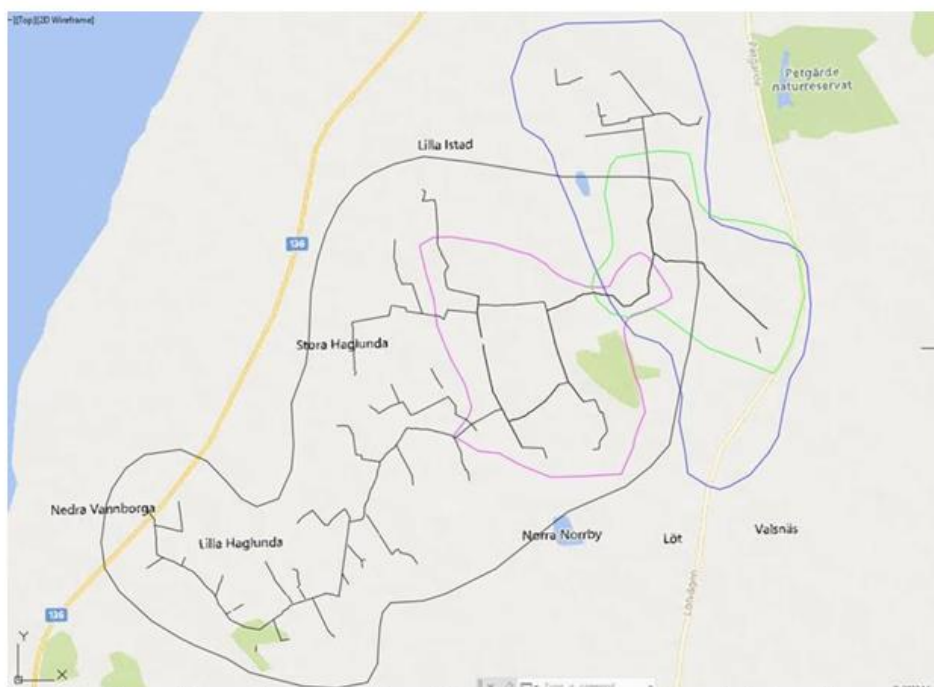 [Top][2D Wireframe]
Petgärde
naturreservat
Lilla Istad
136
Stora Haglunda
Nedra Vannborga
Lilla Haglunda
Norra Norrby
Löt
Valsnäs
Lötvägen
136
Y
X